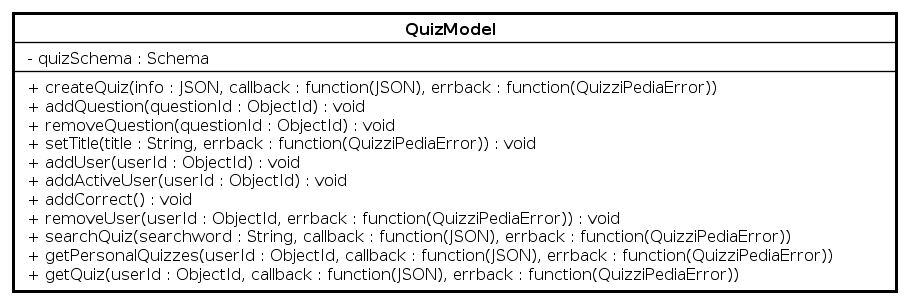 QuizModel
- quizSchema : Schema
+ createQuiz(info : JSON, callback : function(JSON), errback : function(QuizziPediaError))
+ addQuestion(questionId : ObjectId) : void
+ removeQuestion(questionId : ObjectId) : void
+ setTitle(title : String, errback : function(QuizziPediaError)) : void
+ addUser(userId : ObjectId) : void
+ addActiveUser(userId : ObjectId) : void
+ addCorrect() : void
+ removeUser(userId : ObjectId, errback : function(QuizziPediaError)) : void
+ searchQuiz(searchword : String, callback : function(JSON), errback : function(QuizziPediaError))
+ getPersonalQuizzes(userId : ObjectId, callback : function(JSON), errback : function(QuizziPediaError))
+ getQuiz(userId : ObjectId, callback : function(JSON), errback : function(QuizziPediaError))